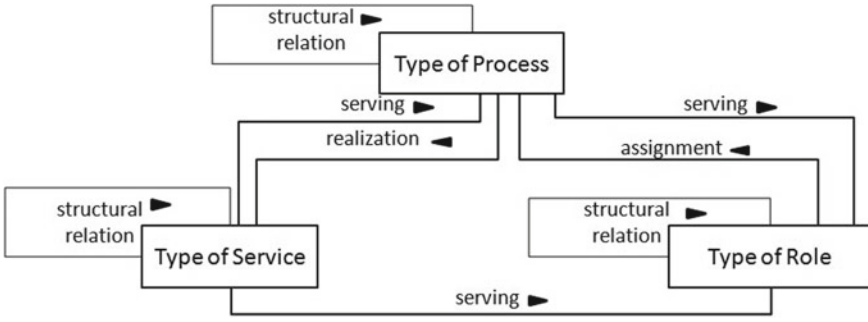 structural
relation
Type of Process
serving
serving
realization
assignment
structural
relation
structural
relation
Type of Service
Type of Role
serving